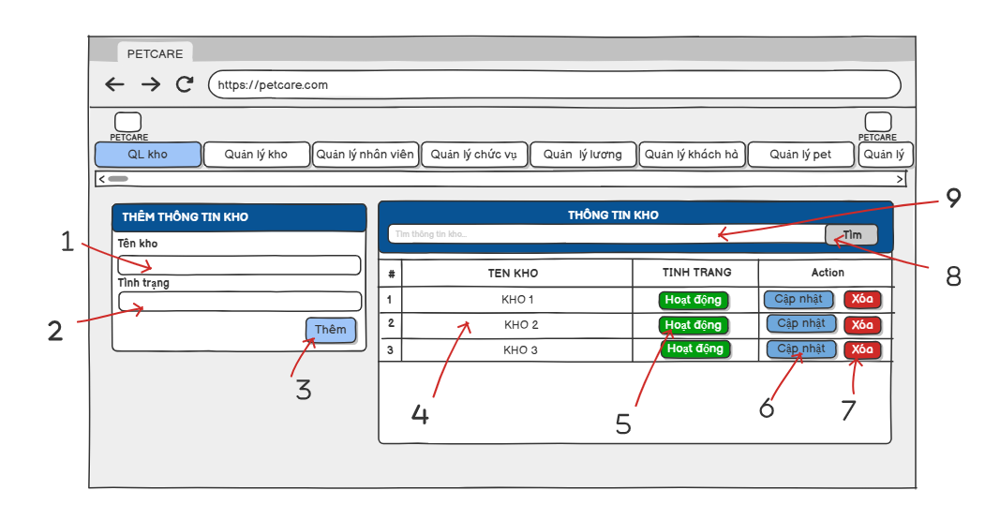 PETCARE
https://petcare.com
PETCARE
PETCARE
QL kho
Quản lý kho
Quản lý nhân viên
Quản lý chức vụ
Quản lý lương
Quản lý khách hà
Quản lý pet
Quản lý
THÊM THÔNG TIN KHO
Tên kho
Tình trạng
Thêm
THÔNG TIN KHO
Tìm thông tin kho...
Tìm
# TEN KHO TINH TRANG Action
1 KHO 1 Hoạt động Cập nhật Xóa
2 KHO 2 Hoạt động Cập nhật Xóa
3 KHO 3 Hoạt động Cập nhật Xóa
1
2
3
4
5
6
7
8
9